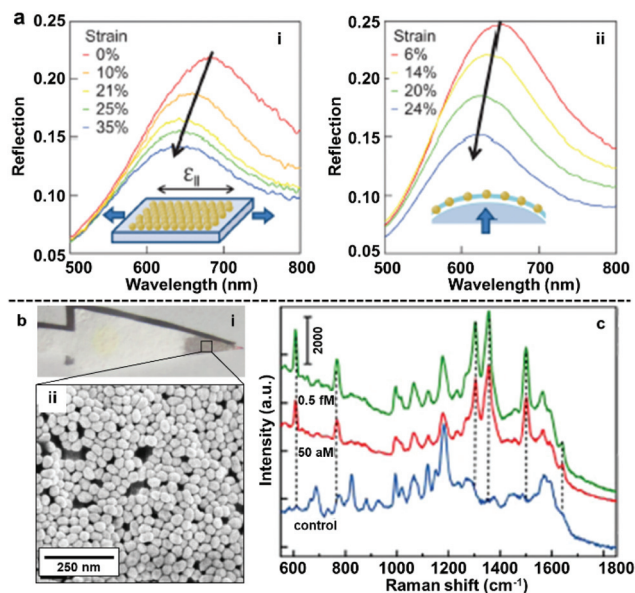 a
Strain
0%
10%
21%
25%
35%
i
ε||
Reflection
0.25
0.20
0.15
0.10
0.05
500 600 700 800
Wavelength (nm)
Strain
6%
14%
20%
24%
ii
Reflection
0.25
0.20
0.15
0.10
0.05
500 600 700 800
Wavelength (nm)
b
i
ii
250 nm
c
2000
0.5 fM
50 aM
control
Intensity (a.u.)
600 800 1000 1200 1400 1600 1800
Raman shift (cm⁻¹)